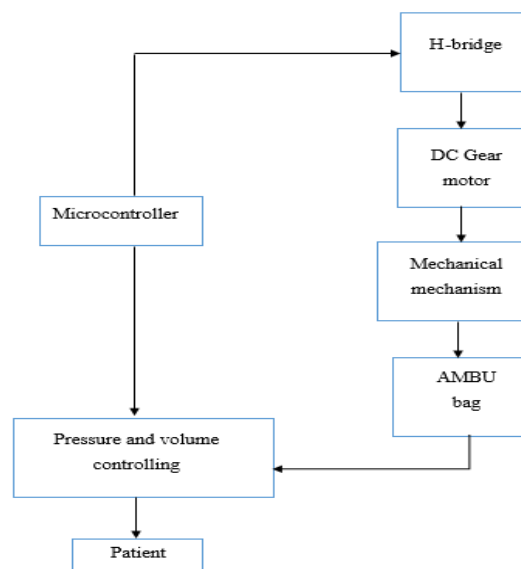 H-bridge
DC Gear
motor
Microcontroller
Mechanical
mechanism
AMBU
bag
Pressure and volume
controlling
Patient